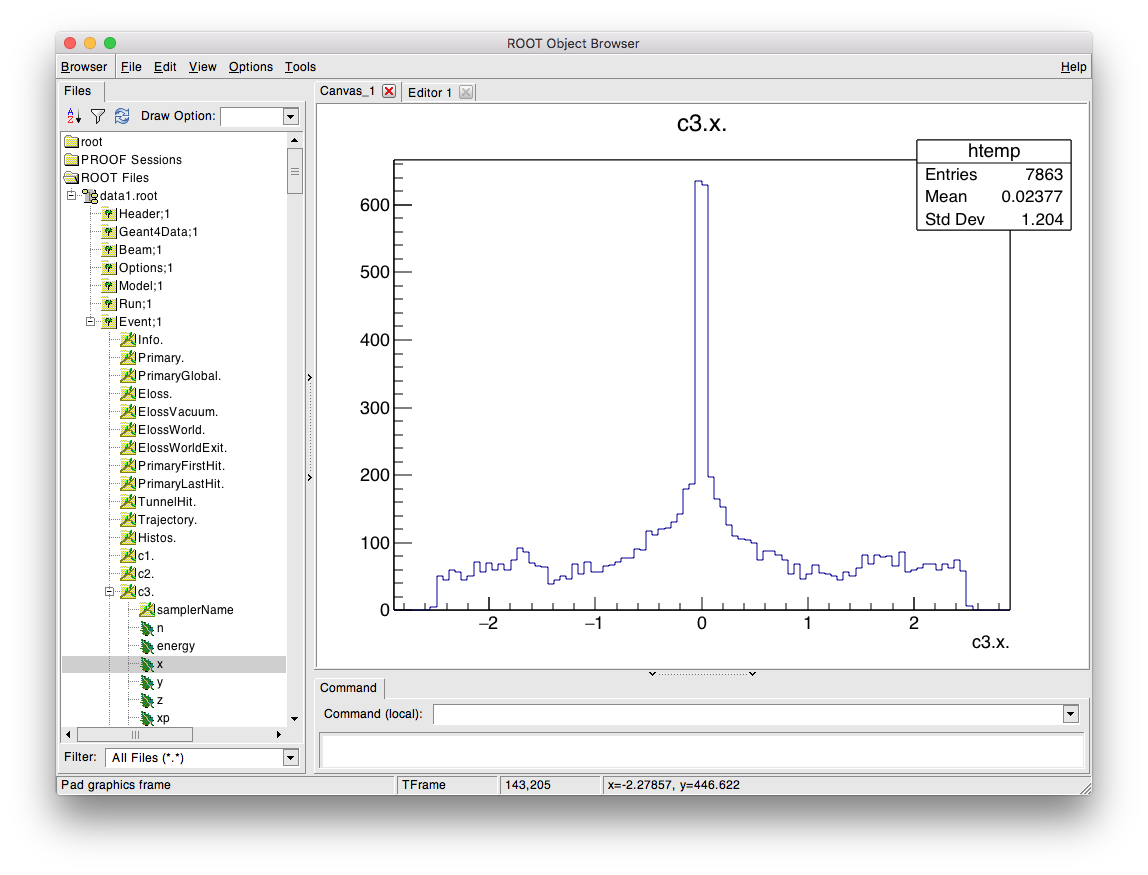 ROOT Object Browser
Browser File Edit View Options Tools Help
Files
Draw Option:
root
PROOF Sessions
ROOT Files
data1.root
Header;1
Geant4Data;1
Beam;1
Options;1
Model;1
Run;1
Event;1
Info.
Primary.
PrimaryGlobal.
Eloss.
ElossVacuum.
ElossWorld.
ElossWorldExit.
PrimaryFirstHit.
PrimaryLastHit.
TunnelHit.
Trajectory.
Histos.
c1.
c2.
c3.
samplerName
n
energy
x
y
z
xp
Filter: All Files (*.*)
Canvas_1 Editor 1
c3.x.
htemp
Entries 7863
Mean 0.02377
Std Dev 1.204
600
500
400
300
200
100
0
−2 −1 0 1 2
c3.x.
Command
Command (local):
Pad graphics frame TFrame 143,205 x=-2.27857, y=446.622